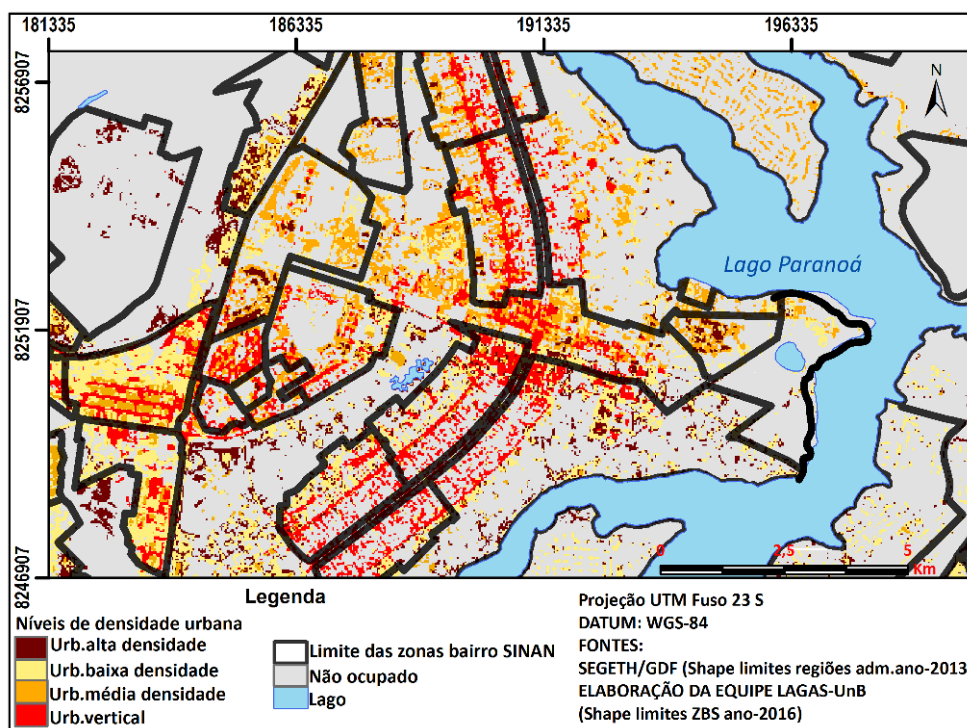 181335 186335 191335 196335
8256907
N
Lago Paranoá
8251907
8246907
0 2.5 5
Km
Legenda
Níveis de densidade urbana
Urb.alta densidade
Urb.baixa densidade
Urb.média densidade
Urb.vertical
Limite das zonas bairro SINAN
Não ocupado
Lago
Projeção UTM Fuso 23 S
DATUM: WGS-84
FONTES:
SEGETH/GDF (Shape limites regiões adm.ano-2013
ELABORAÇÃO DA EQUIPE LAGAS-UnB
(Shape limites ZBS ano-2016)